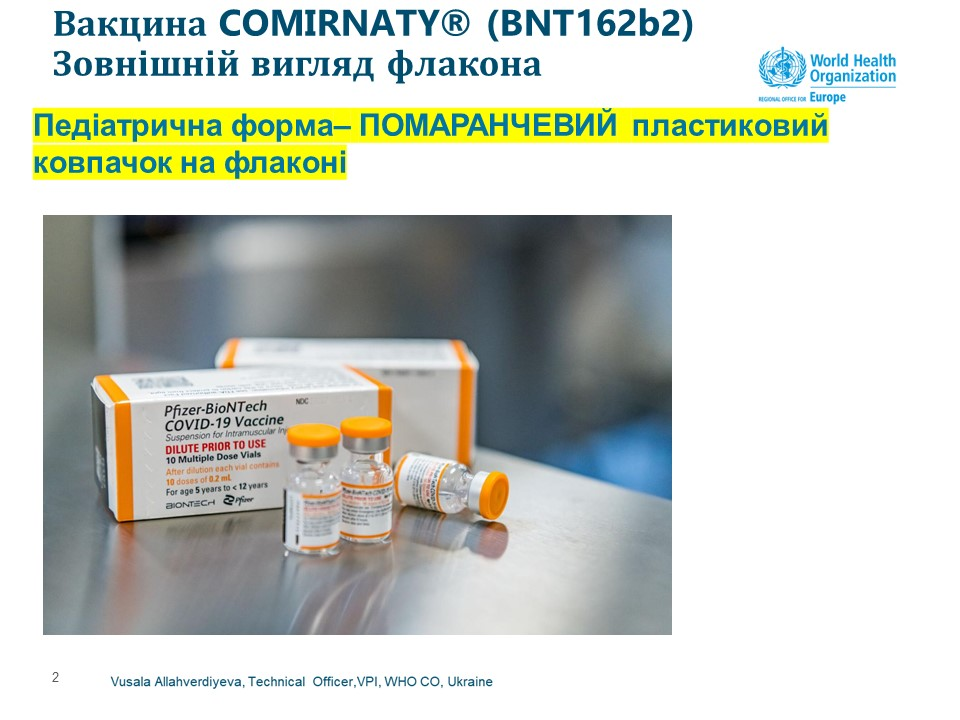 Вакцина COMIRNATY® (BNT162b2)
Зовнішній вигляд флакона
World Health
Organization
REGIONAL OFFICE FOR Europe
Педіатрична форма– ПОМАРАНЧЕВИЙ пластиковий
ковпачок на флаконі
Pfizer-BioNTech NDC
COVID-19 Vaccine
Suspension for Intramuscular
DILUTE PRIOR TO USE
10 Multiple Dose Vials
After dilution each vial contains
10 doses of 0.2 mL
For age 5 years to < 12 years
BIONTECH Pfizer
2
Vusala Allahverdiyeva, Technical Officer,VPI, WHO CO, Ukraine